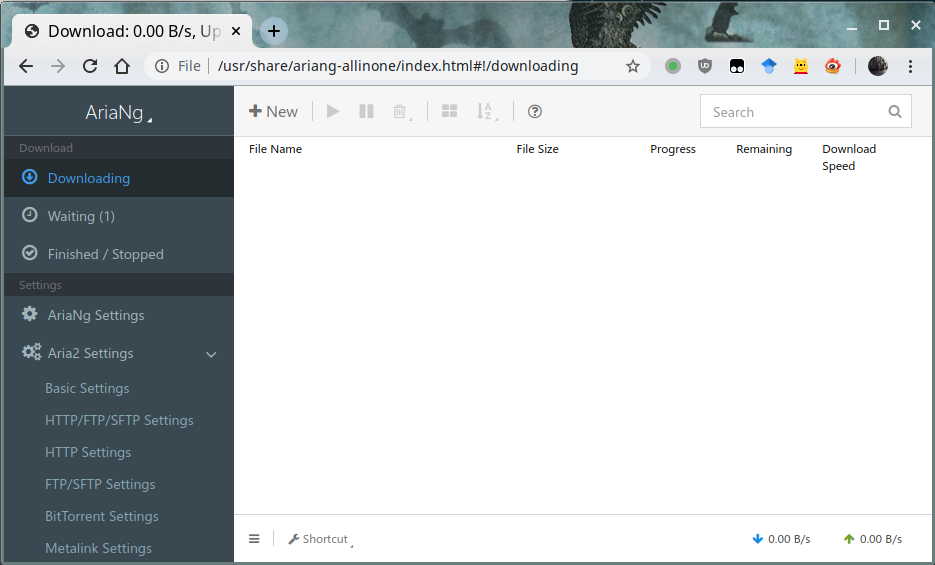 Download: 0.00 B/s, Up
File /usr/share/ariang-allinone/index.html#!/downloading
UD
AriaNg
New
A
Z
Search
Download
Downloading
Waiting (1)
Finished / Stopped
Settings
AriaNg Settings
Aria2 Settings
Basic Settings
HTTP/FTP/SFTP Settings
HTTP Settings
FTP/SFTP Settings
BitTorrent Settings
Metalink Settings
File Name File Size Progress Remaining Download
Speed
Shortcut 0.00 B/s 0.00 B/s